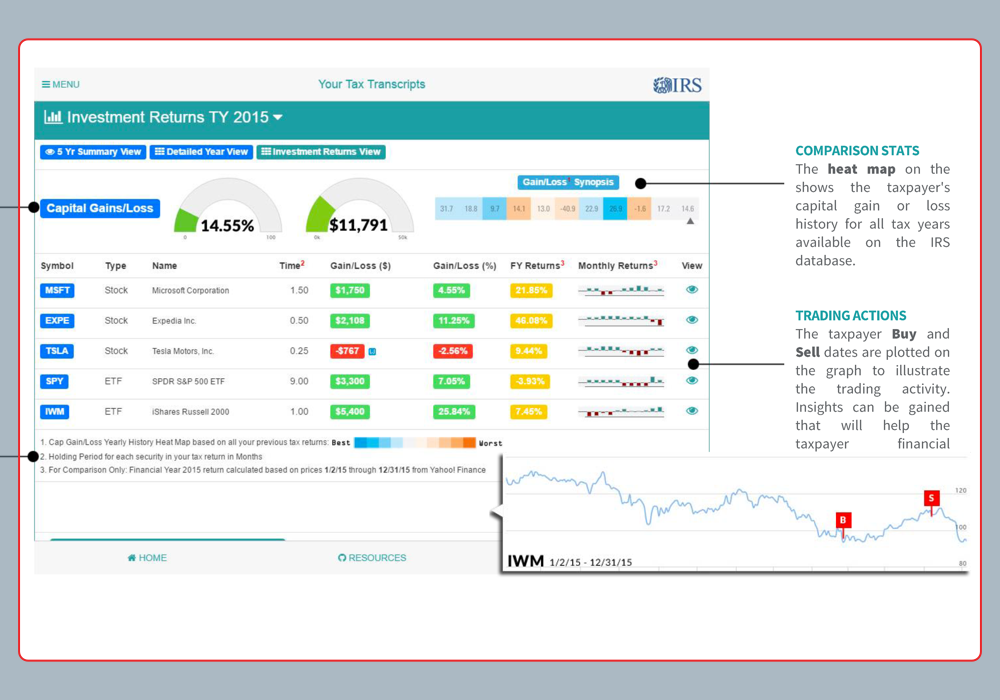 MENU
Your Tax Transcripts
IRS
Investment Returns TY 2015
5 Yr Summary View
Detailed Year View
Investment Returns View
Capital Gains/Loss
14.55%
0
100
$11,791
0k
50k
Gain/Loss¹ Synopsis
31.7 18.8 9.7 14.1 13.0 -40.9 22.9 26.5 -1.6 17.2 14.6
Symbol Type Name Time² Gain/Loss ($) Gain/Loss (%) FY Returns³ Monthly Returns³ View
MSFT Stock Microsoft Corporation 1.50 $1,750 4.55% 21.85%
EXPE Stock Expedia Inc. 0.50 $2,108 11.25% 46.08%
TSLA Stock Tesla Motors, Inc. 0.25 -$767 -2.56% 9.44%
SPY ETF SPDR S&P 500 ETF 9.00 $3,300 7.05% -3.93%
IWM ETF iShares Russell 2000 1.00 $5,400 25.84% 7.45%
1. Cap Gain/Loss Yearly History Heat Map based on all your previous tax returns: Best Worst
2. Holding Period for each security in your tax return in Months
3. For Comparison Only: Financial Year 2015 return calculated based on prices 1/2/15 through 12/31/15 from Yahoo! Finance
HOME
RESOURCES
COMPARISON STATS
The heat map on the
shows the taxpayer's
capital gain or loss
history for all tax years
available on the IRS
database.
TRADING ACTIONS
The taxpayer Buy and
Sell dates are plotted on
the graph to illustrate
the trading activity.
Insights can be gained
that will help the
taxpayer financial
B
S
120
100
80
IWM 1/2/15 - 12/31/15